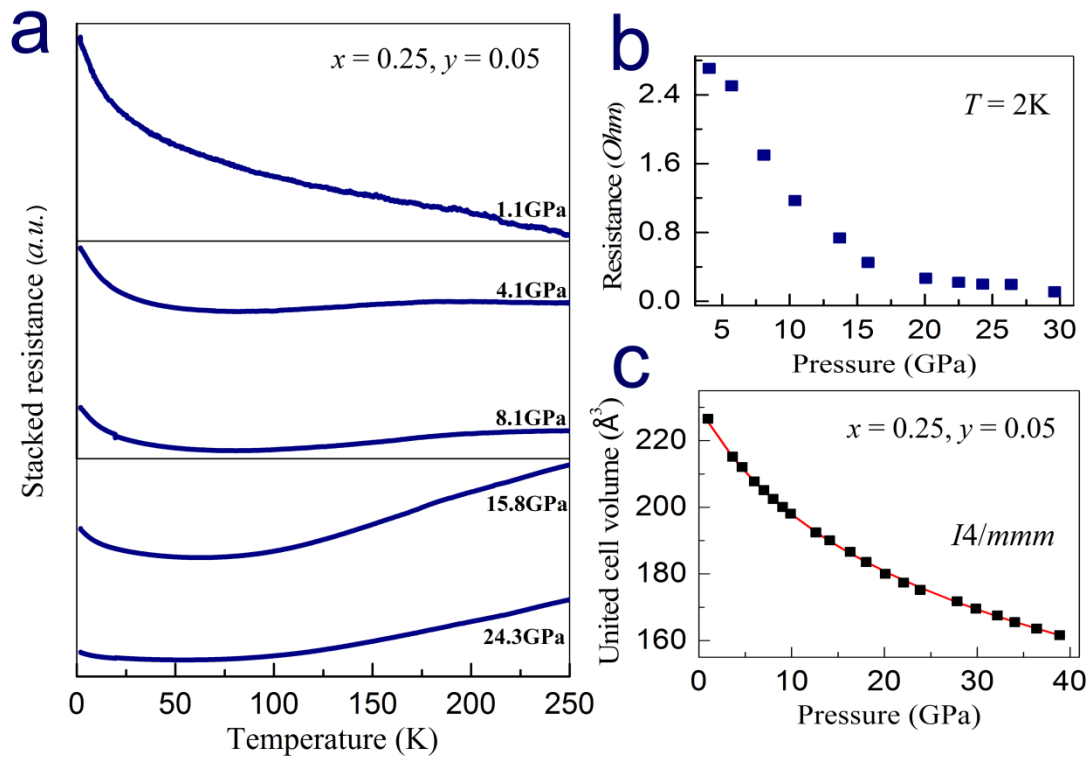 a
x = 0.25, y = 0.05
1.1GPa
4.1GPa
8.1GPa
15.8GPa
24.3GPa
Stacked resistance (a.u.)
0 50 100 150 200 250
Temperature (K)
b
T = 2K
2.4
1.6
0.8
0.0
Resistance (Ohm)
5 10 15 20 25 30
Pressure (GPa)
c
x = 0.25, y = 0.05
I4/mmm
220
200
180
160
United cell volume (Å³)
0 10 20 30 40
Pressure (GPa)